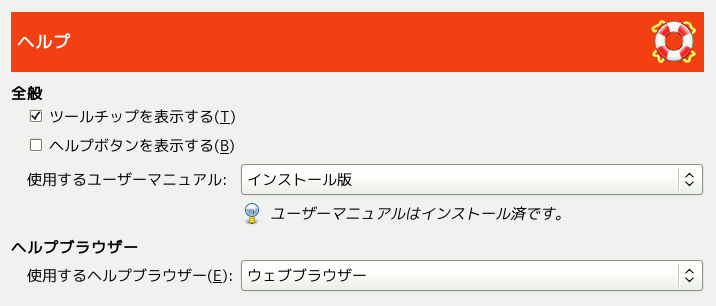 ヘルプ
全般
ツールチップを表示する(T)
ヘルプボタンを表示する(B)
使用するユーザーマニュアル: インストール版
ユーザーマニュアルはインストール済です。
ヘルプブラウザー
使用するヘルプブラウザー(E): ウェブブラウザー